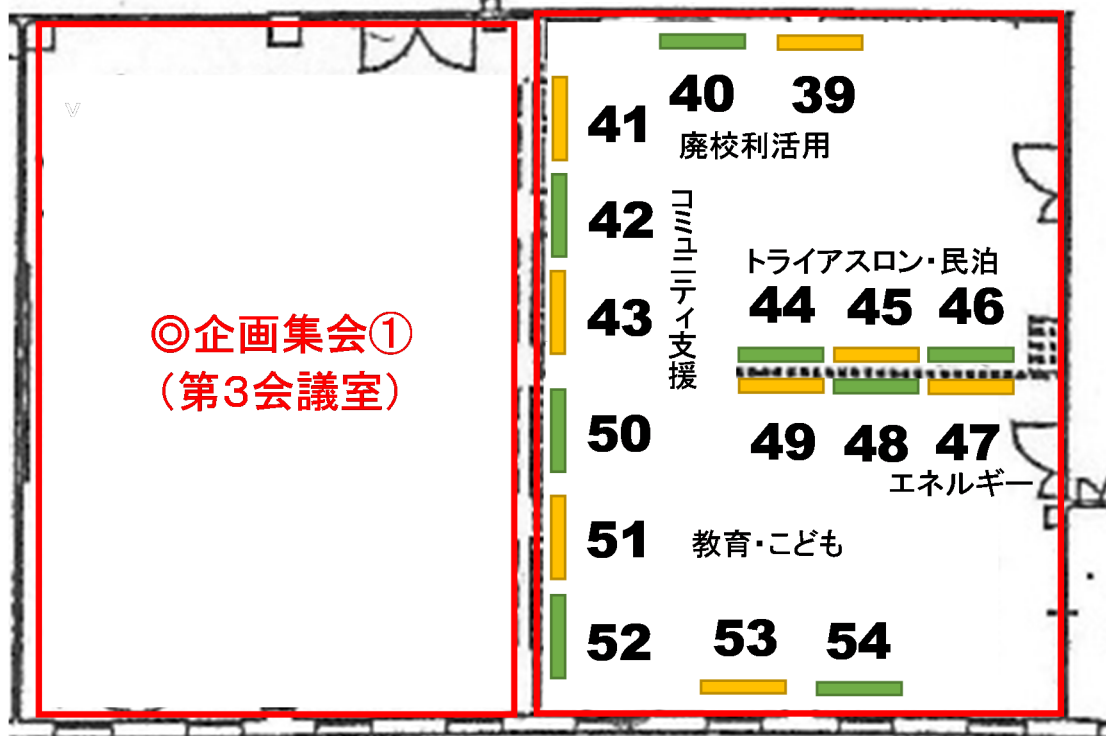 ◎企画集会①
（第３会議室）
40 39
廃校利活用
41
42
43
コミュニティ支援
トライアスロン・民泊
44 45 46
49 48 47
エネルギー
50
51
52
教育・こども
53 54